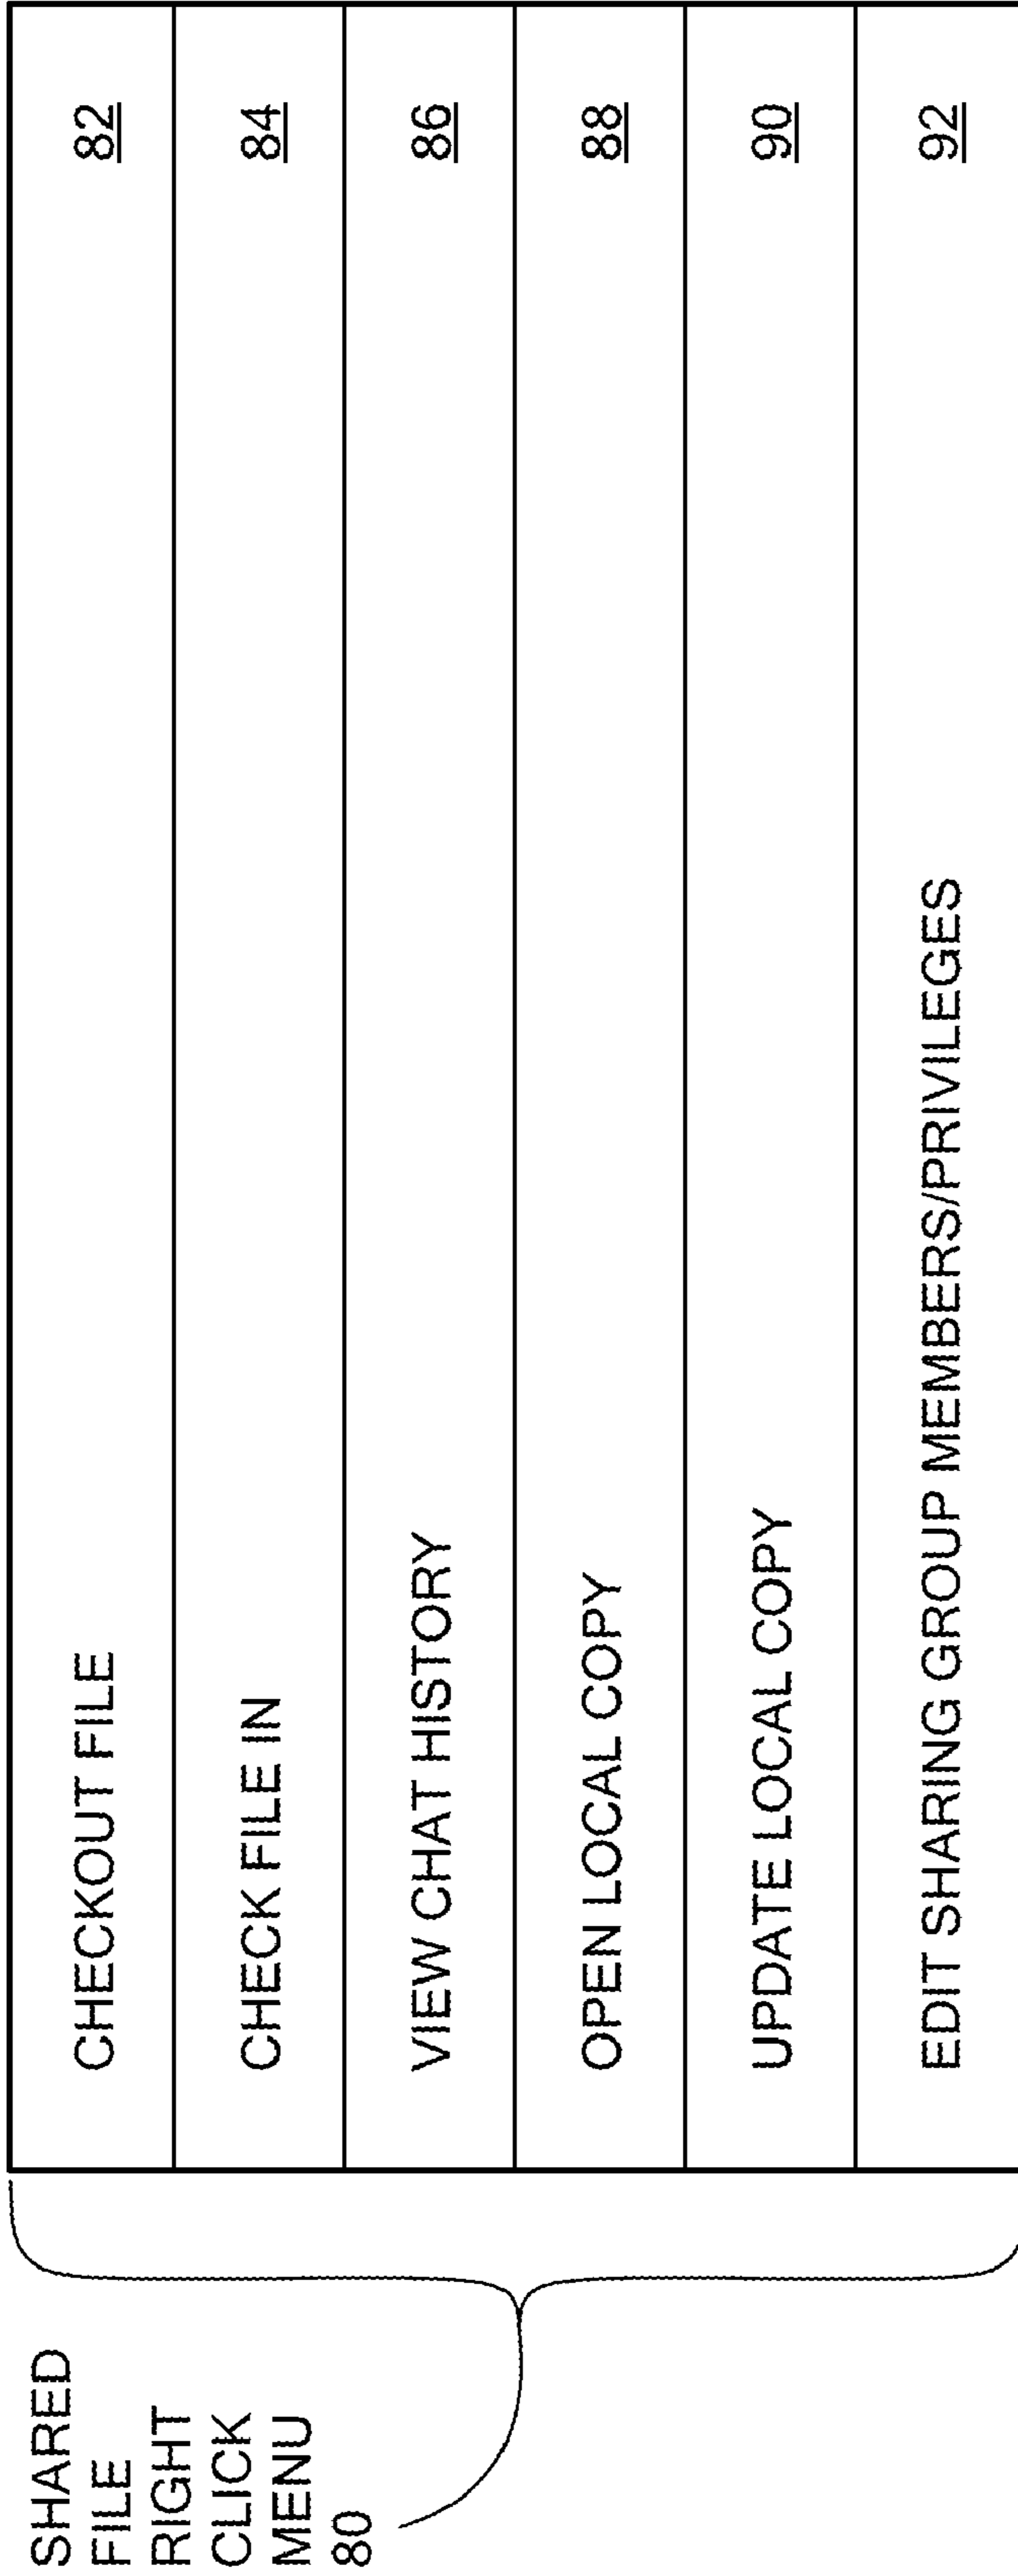 SHARED
FILE
RIGHT
CLICK
MENU
80
CHECKOUT FILE 82
CHECK FILE IN 84
VIEW CHAT HISTORY 86
OPEN LOCAL COPY 88
UPDATE LOCAL COPY 90
EDIT SHARING GROUP MEMBERS/PRIVILEGES 92